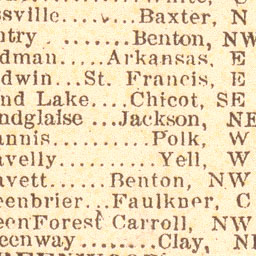 ssville.....Baxter, N
ntry.......Benton, NW
dman.....Arkansas, E
dwin...St. Francis, E
nd Lake....Chicot, SE
ndglaise...Jackson, NE
annis.........Polk, W
avelly.........Yell, W
avett.....Benton, NW
eenbrier..Faulkner, C
eenForest Carroll, NW
eenway........Clay, NE